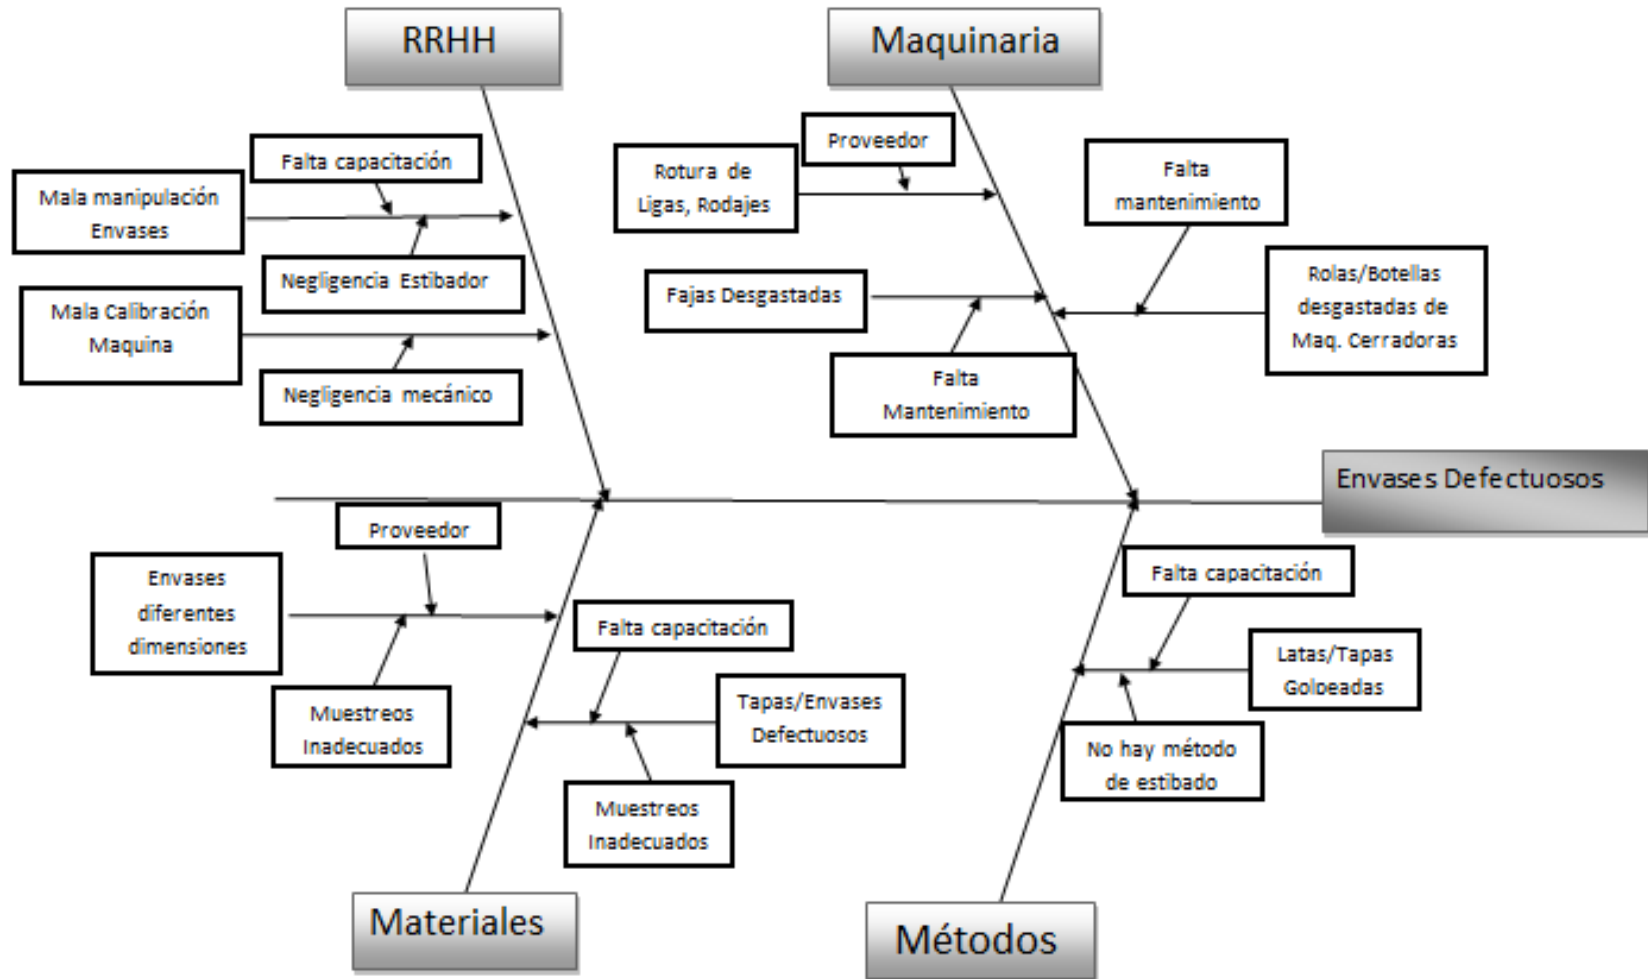 RRHH
Maquinaria
Falta capacitación
Mala manipulación
Envases
Negligencia Estibador
Mala Calibración
Maquina
Negligencia mecánico
Proveedor
Rotura de
Ligas, Rodajes
Falta
mantenimiento
Fajas Desgastadas
Rolas/Botellas
desgastadas de
Maq. Cerradoras
Falta
Mantenimiento
Envases Defectuosos
Proveedor
Envases
diferentes
dimensiones
Muestreos
Inadecuados
Falta capacitación
Tapas/Envases
Defectuosos
Muestreos
Inadecuados
Falta capacitación
Latas/Tapas
Golpeadas
No hay método
de estibado
Materiales
Métodos